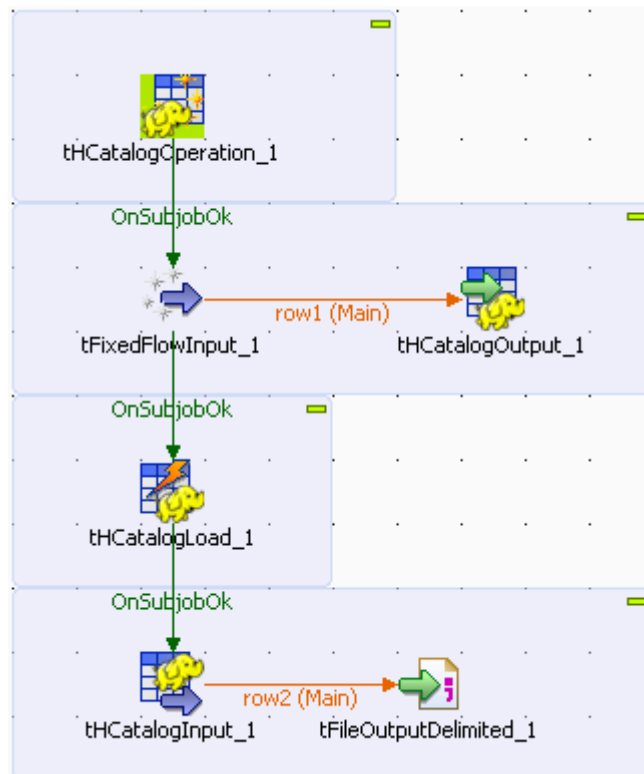 tHCatalogOperation_1
OnSubjobOk
row1 (Main)
tFixedFlowInput_1
tHCatalogOutput_1
OnSubjobOk
tHCatalogLoad_1
OnSubjobOk
row2 (Main)
tHCatalogInput_1
tFileOutputDelimited_1